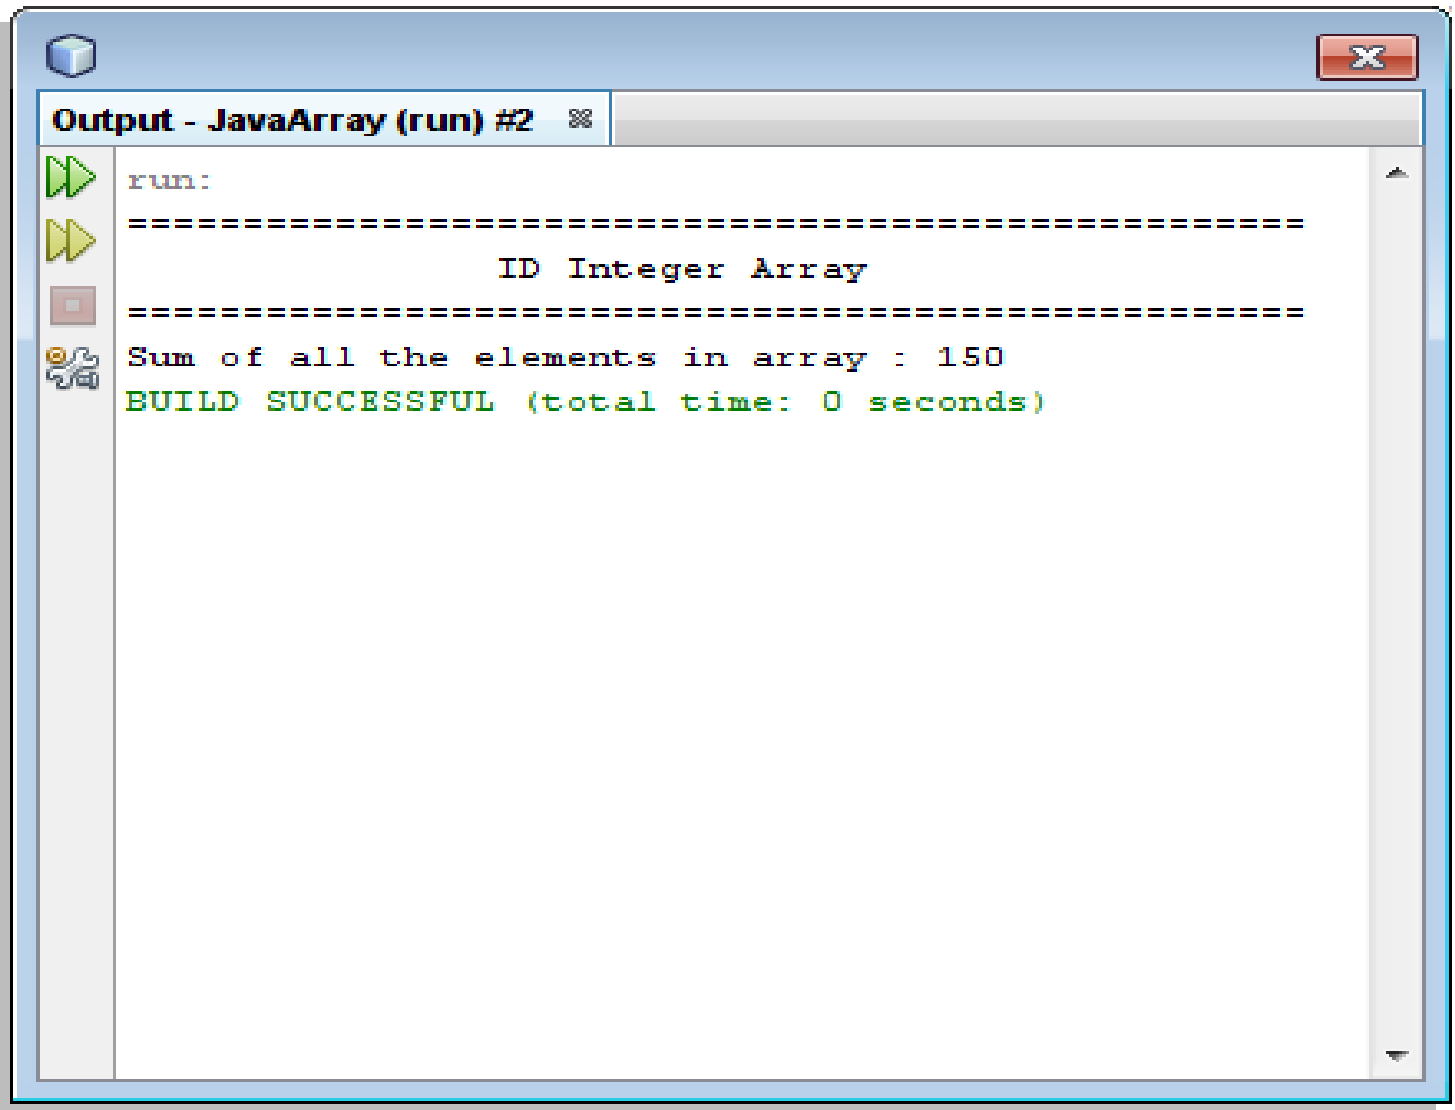 Output - JavaArray (run) #2
run:
===================================================
ID Integer Array
===================================================
Sum of all the elements in array : 150
BUILD SUCCESSFUL (total time: 0 seconds)